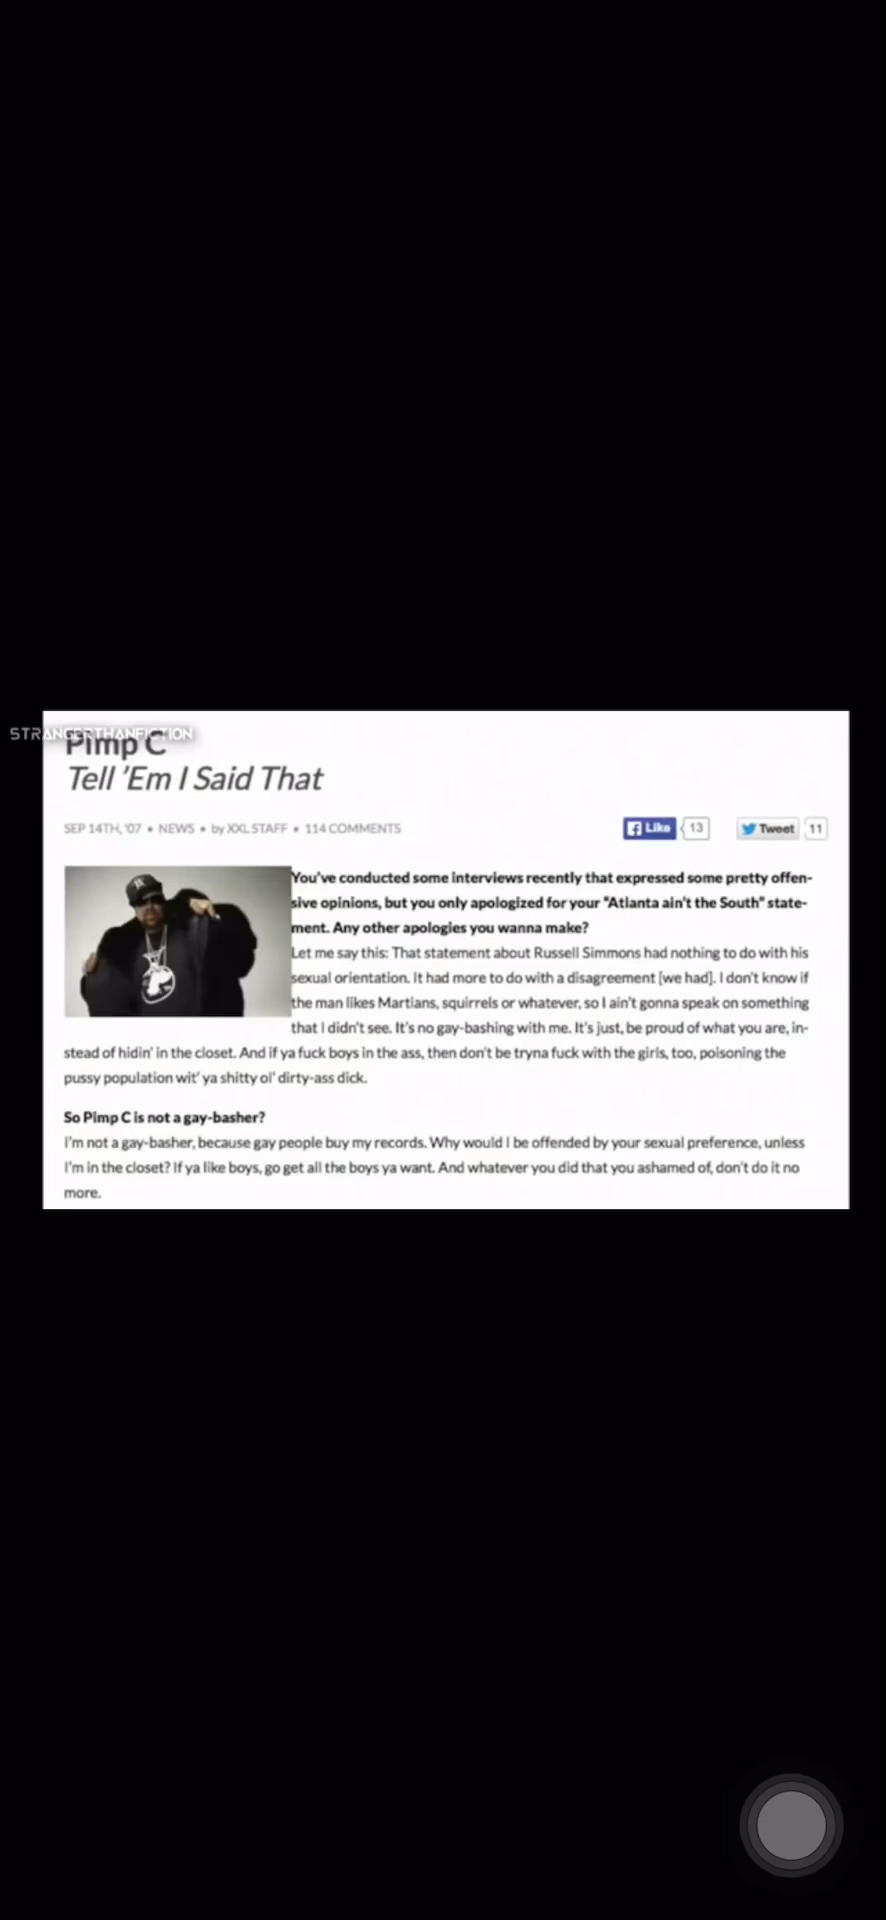 STRANGERTHANFICTION
Pimp C
Tell 'Em I Said That
SEP 14TH, '07 • NEWS • by XXL STAFF • 114 COMMENTS
Like 13 Tweet 11
You've conducted some interviews recently that expressed some pretty offen-
sive opinions, but you only apologized for your "Atlanta ain't the South" state-
ment. Any other apologies you wanna make?
Let me say this: That statement about Russell Simmons had nothing to do with his
sexual orientation. It had more to do with a disagreement [we had]. I don't know if
the man likes Martians, squirrels or whatever, so I ain't gonna speak on something
that I didn't see. It's no gay-bashing with me. It's just, be proud of what you are, in-
stead of hidin' in the closet. And if ya fuck boys in the ass, then don't be tryna fuck with the girls, too, poisoning the
pussy population wit' ya shitty ol' dirty-ass dick.
So Pimp C is not a gay-basher?
I'm not a gay-basher, because gay people buy my records. Why would I be offended by your sexual preference, unless
I'm in the closet? If ya like boys, go get all the boys ya want. And whatever you did that you ashamed of, don't do it no
more.